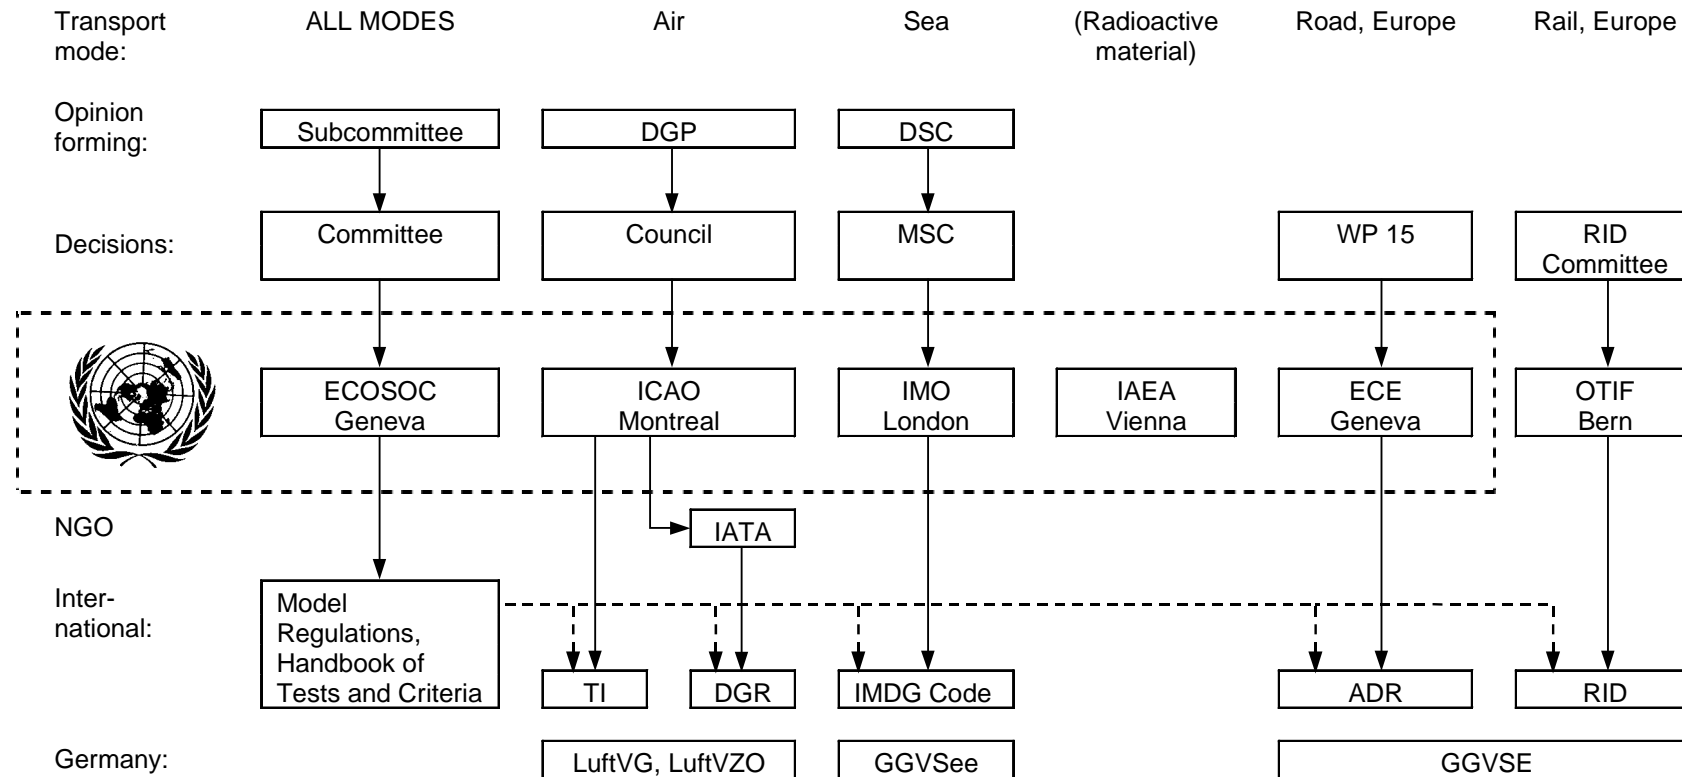 Transport mode: ALL MODES Air Sea (Radioactive material) Road, Europe Rail, Europe
Opinion forming: Subcommittee DGP DSC
Decisions: Committee Council MSC WP 15 RID Committee
ECOSOC Geneva ICAO Montreal IMO London IAEA Vienna ECE Geneva OTIF Bern
NGO IATA
Inter-national: Model Regulations, Handbook of Tests and Criteria TI DGR IMDG Code ADR RID
Germany: LuftVG, LuftVZO GGVSee GGVSE